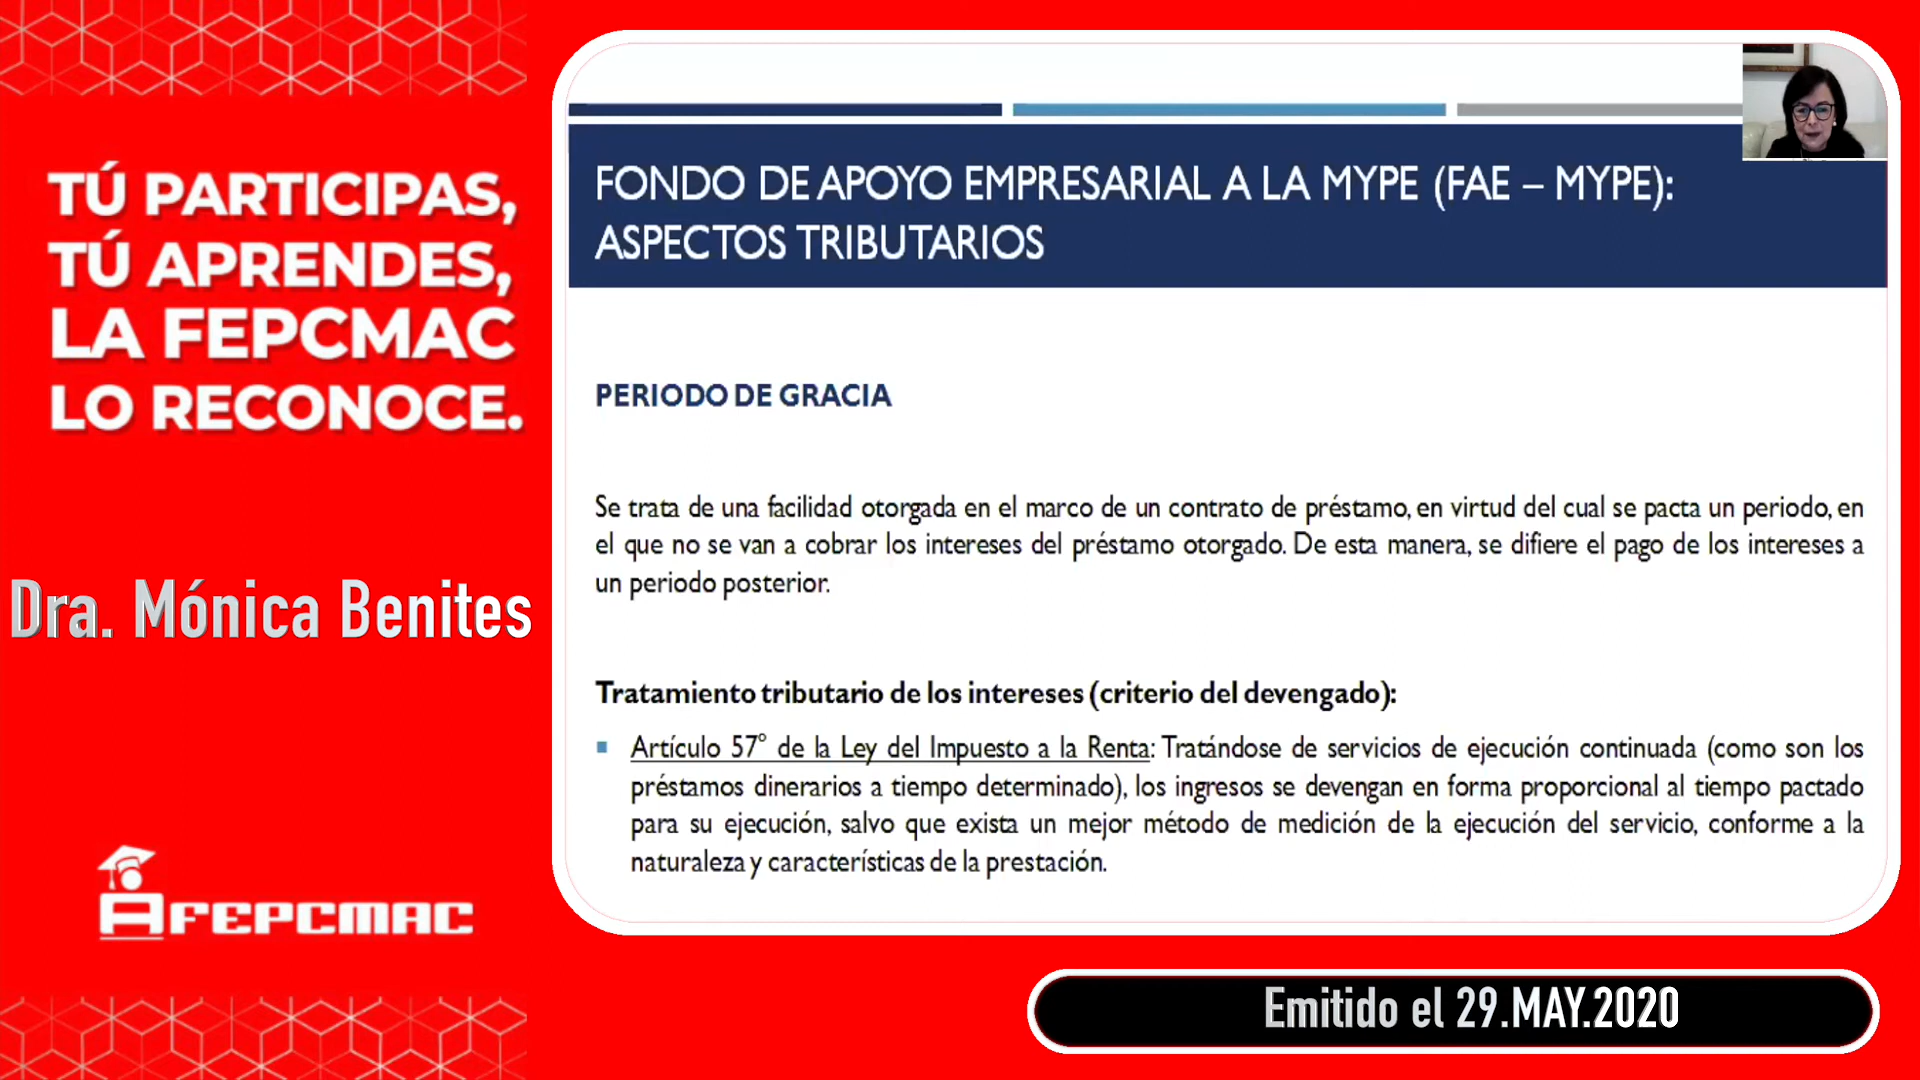 TÚ PARTICIPAS,
TÚ APRENDES,
LA FEPCMAC
LO RECONOCE.
Dra. Mónica Benites
FEPCMAC
FONDO DE APOYO EMPRESARIAL A LA MYPE (FAE – MYPE):
ASPECTOS TRIBUTARIOS
PERIODO DE GRACIA
Se trata de una facilidad otorgada en el marco de un contrato de préstamo, en virtud del cual se pacta un periodo, en
el que no se van a cobrar los intereses del préstamo otorgado. De esta manera, se difiere el pago de los intereses a
un periodo posterior.
Tratamiento tributario de los intereses (criterio del devengado):
Artículo 57° de la Ley del Impuesto a la Renta: Tratándose de servicios de ejecución continuada (como son los
préstamos dinerarios a tiempo determinado), los ingresos se devengan en forma proporcional al tiempo pactado
para su ejecución, salvo que exista un mejor método de medición de la ejecución del servicio, conforme a la
naturaleza y características de la prestación.
Emitido el 29.MAY.2020